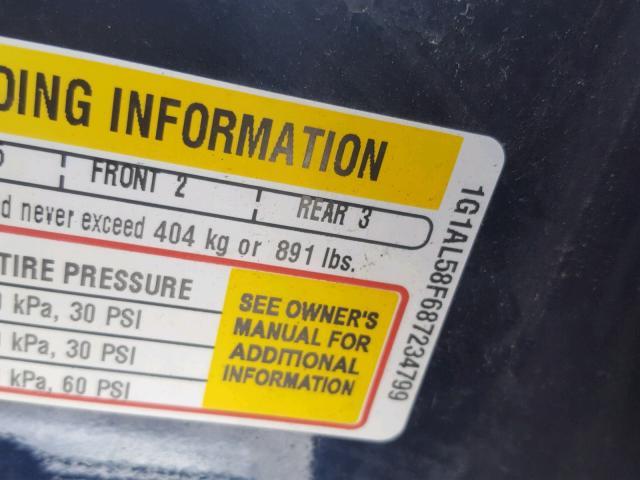 DING INFORMATION
5 FRONT 2 REAR 3
d never exceed 404 kg or 891 lbs.
TIRE PRESSURE
kPa, 30 PSI
kPa, 30 PSI
kPa, 60 PSI
SEE OWNER'S
MANUAL FOR
ADDITIONAL
INFORMATION
1G1AL58F687234799